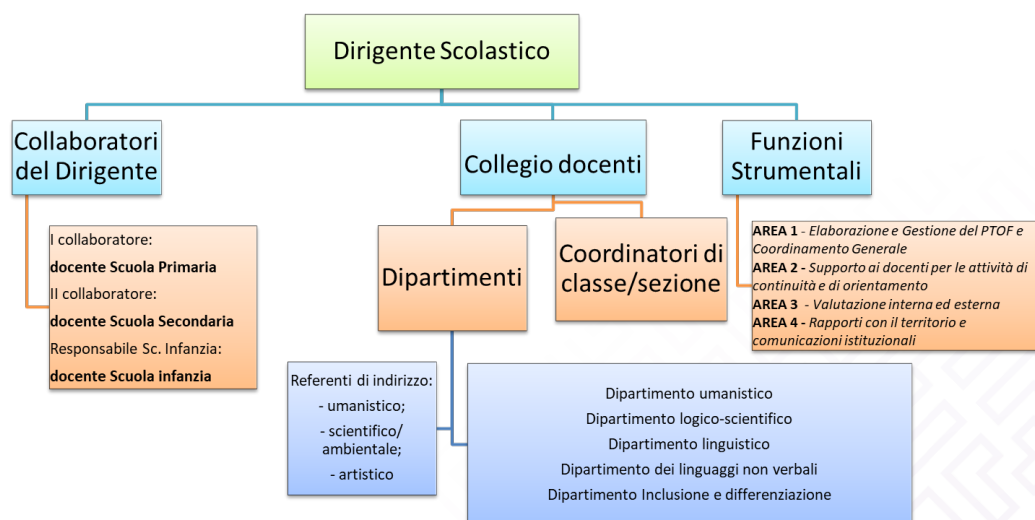 Dirigente Scolastico
Collaboratori
del Dirigente
Collegio docenti
Funzioni
Strumentali
I collaboratore:
docente Scuola Primaria
II collaboratore:
docente Scuola Secondaria
Responsabile Sc. Infanzia:
docente Scuola infanzia
Dipartimenti
Coordinatori di
classe/sezione
AREA 1 - Elaborazione e Gestione del PTOF e
Coordinamento Generale
AREA 2 - Supporto ai docenti per le attività di
continuità e di orientamento
AREA 3 - Valutazione interna ed esterna
AREA 4 - Rapporti con il territorio e
comunicazioni istituzionali
Referenti di indirizzo:
- umanistico;
- scientifico/
ambientale;
- artistico
Dipartimento umanistico
Dipartimento logico-scientifico
Dipartimento linguistico
Dipartimento dei linguaggi non verbali
Dipartimento Inclusione e differenziazione